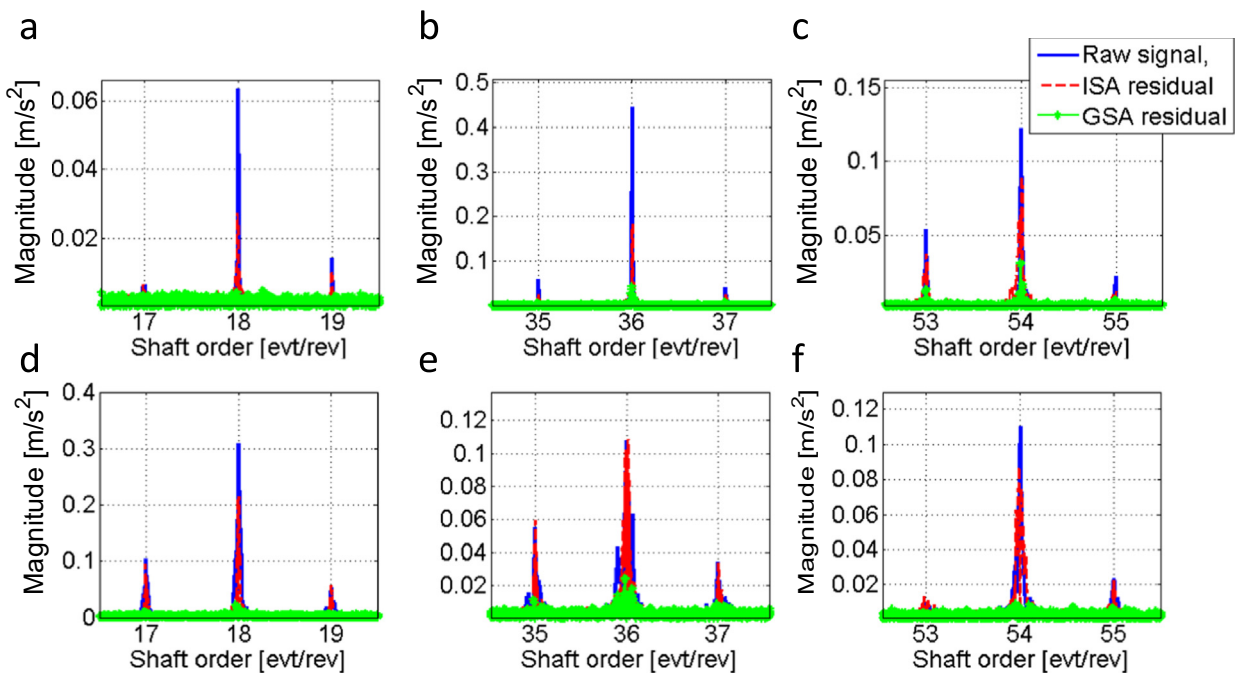 a
b
c
Raw signal,
ISA residual
GSA residual
Magnitude [m/s²]
0.06
0.04
0.02
17 18 19
Shaft order [evt/rev]
Magnitude [m/s²]
0.5
0.4
0.3
0.2
0.1
35 36 37
Shaft order [evt/rev]
Magnitude [m/s²]
0.15
0.1
0.05
53 54 55
Shaft order [evt/rev]
d
e
f
Magnitude [m/s²]
0.4
0.3
0.2
0.1
0
17 18 19
Shaft order [evt/rev]
Magnitude [m/s²]
0.12
0.1
0.08
0.06
0.04
0.02
35 36 37
Shaft order [evt/rev]
Magnitude [m/s²]
0.12
0.1
0.08
0.06
0.04
0.02
53 54 55
Shaft order [evt/rev]